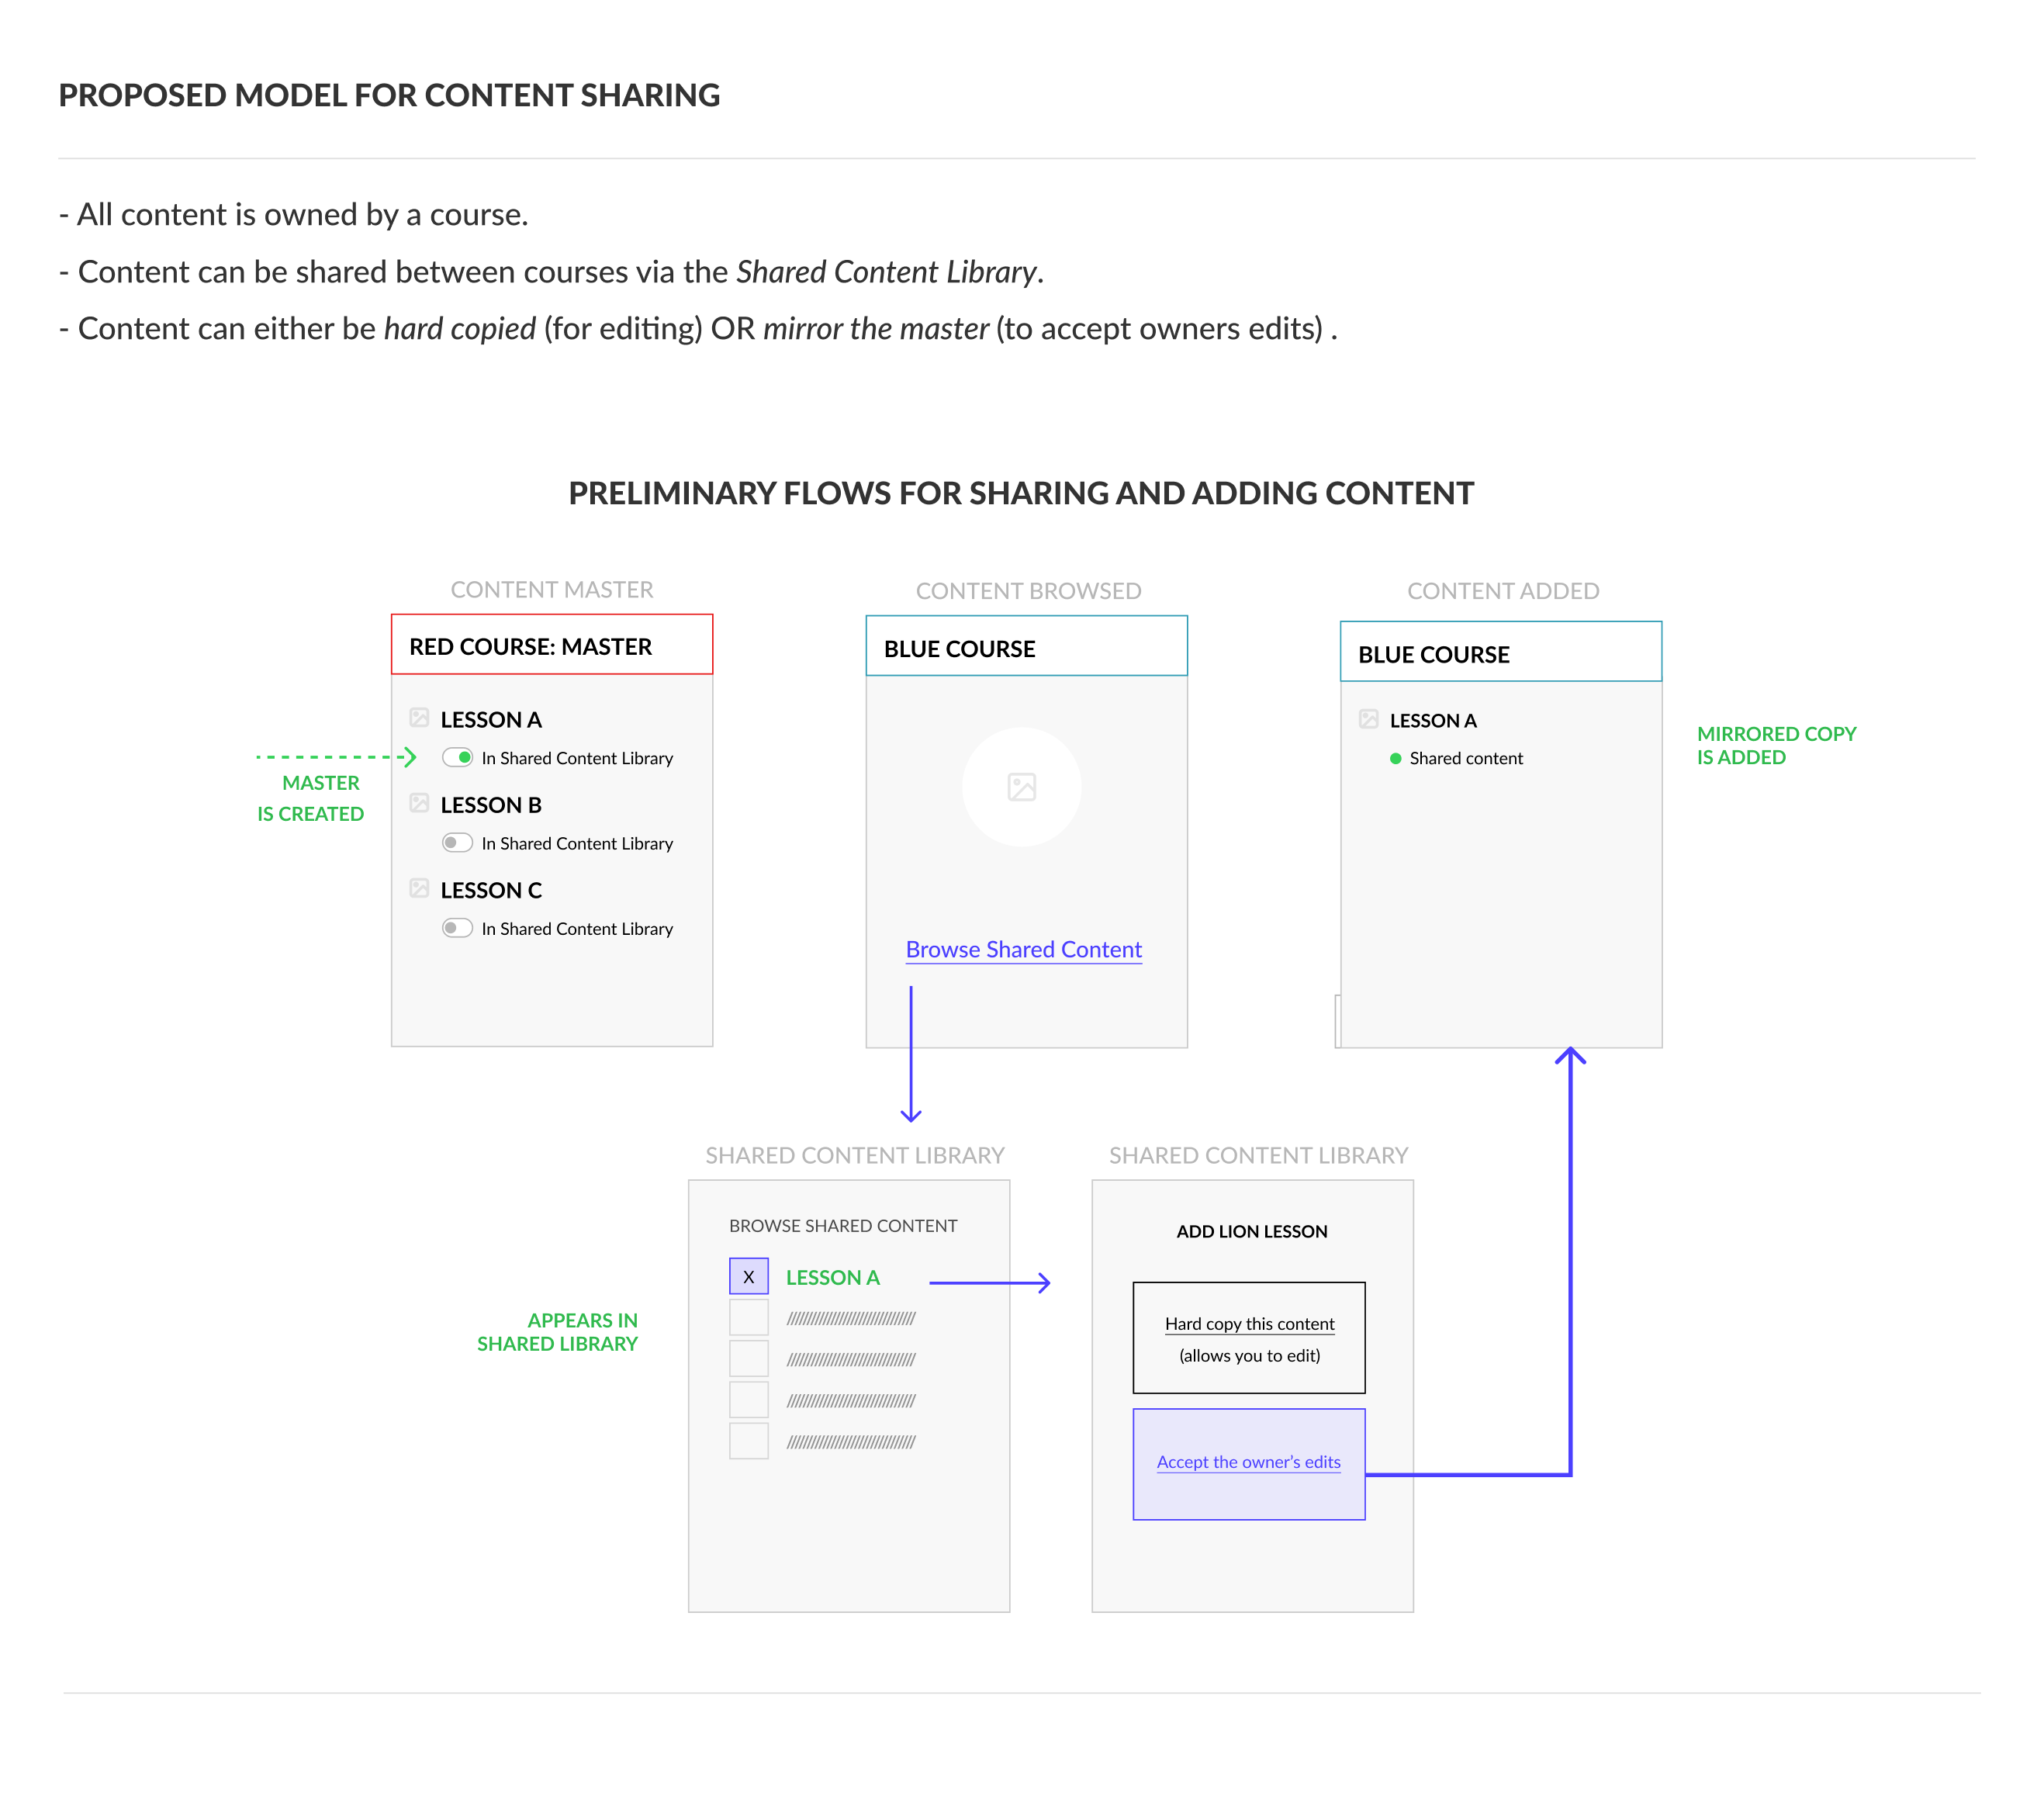 PROPOSED MODEL FOR CONTENT SHARING
- All content is owned by a course.
- Content can be shared between courses via the Shared Content Library.
- Content can either be hard copied (for editing) OR mirror the master (to accept owners edits) .
PRELIMINARY FLOWS FOR SHARING AND ADDING CONTENT
CONTENT MASTER
RED COURSE: MASTER
LESSON A
In Shared Content Library
LESSON B
In Shared Content Library
LESSON C
In Shared Content Library
MASTER
IS CREATED
CONTENT BROWSED
BLUE COURSE
Browse Shared Content
CONTENT ADDED
BLUE COURSE
LESSON A
Shared content
MIRRORED COPY
IS ADDED
SHARED CONTENT LIBRARY
BROWSE SHARED CONTENT
X LESSON A
////////////////////////////////
////////////////////////////////
////////////////////////////////
////////////////////////////////
APPEARS IN
SHARED LIBRARY
SHARED CONTENT LIBRARY
ADD LION LESSON
Hard copy this content
(allows you to edit)
Accept the owner’s edits